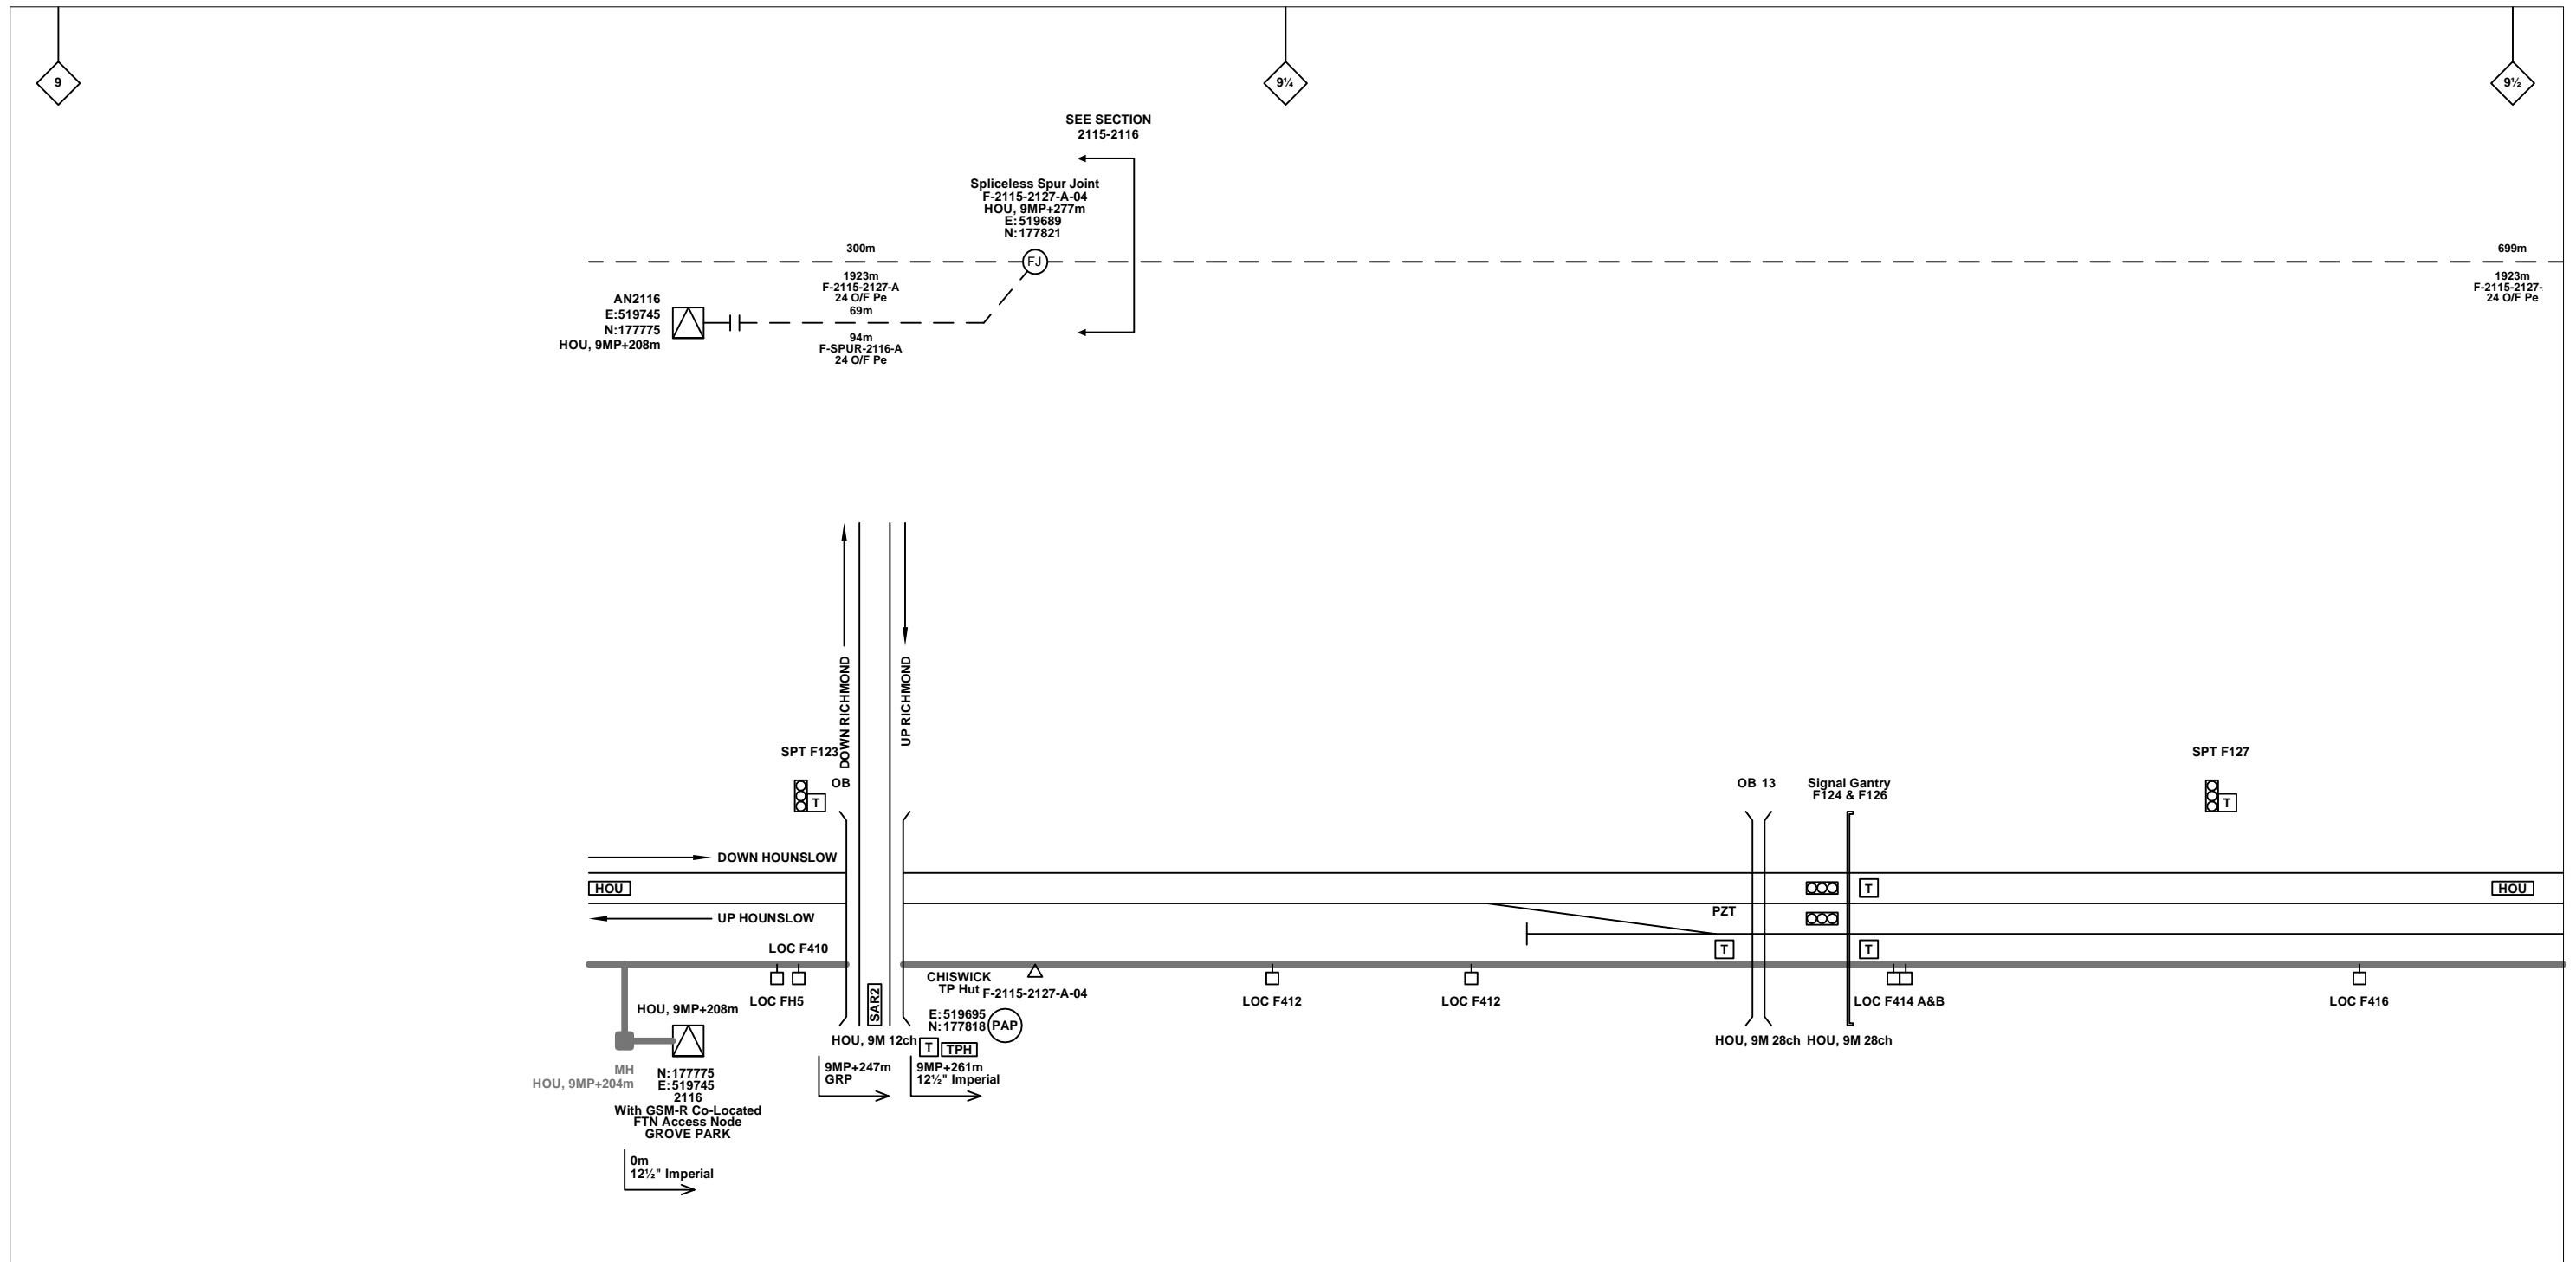 9
9¼
9½
SEE SECTION
2115-2116
Spliceless Spur Joint
F-2115-2127-A-04
HOU, 9MP+277m
E:519689
N:177821
300m
FJ
699m
1923m
F-2115-2127-A
24 O/F Pe
1923m
F-2115-2127-
24 O/F Pe
AN2116
E:519745
N:177775
HOU, 9MP+208m
69m
94m
F-SPUR-2116-A
24 O/F Pe
DOWN RICHMOND
UP RICHMOND
SPT F123
T
OB
OB 13
Signal Gantry
F124 & F126
SPT F127
T
DOWN HOUNSLOW
HOU
T
HOU
UP HOUNSLOW
PZT
T
T
LOC F410
LOC FH5
SAR2
CHISWICK
TP Hut
F-2115-2127-A-04
LOC F412
LOC F412
LOC F414 A&B
LOC F416
HOU, 9MP+208m
E:519695
N:177818
PAP
HOU, 9M 12ch
T
TPH
HOU, 9M 28ch
HOU, 9M 28ch
MH
HOU, 9MP+204m
N:177775
E:519745
2116
With GSM-R Co-Located
FTN Access Node
GROVE PARK
9MP+247m
GRP
9MP+261m
12½" Imperial
0m
12½" Imperial